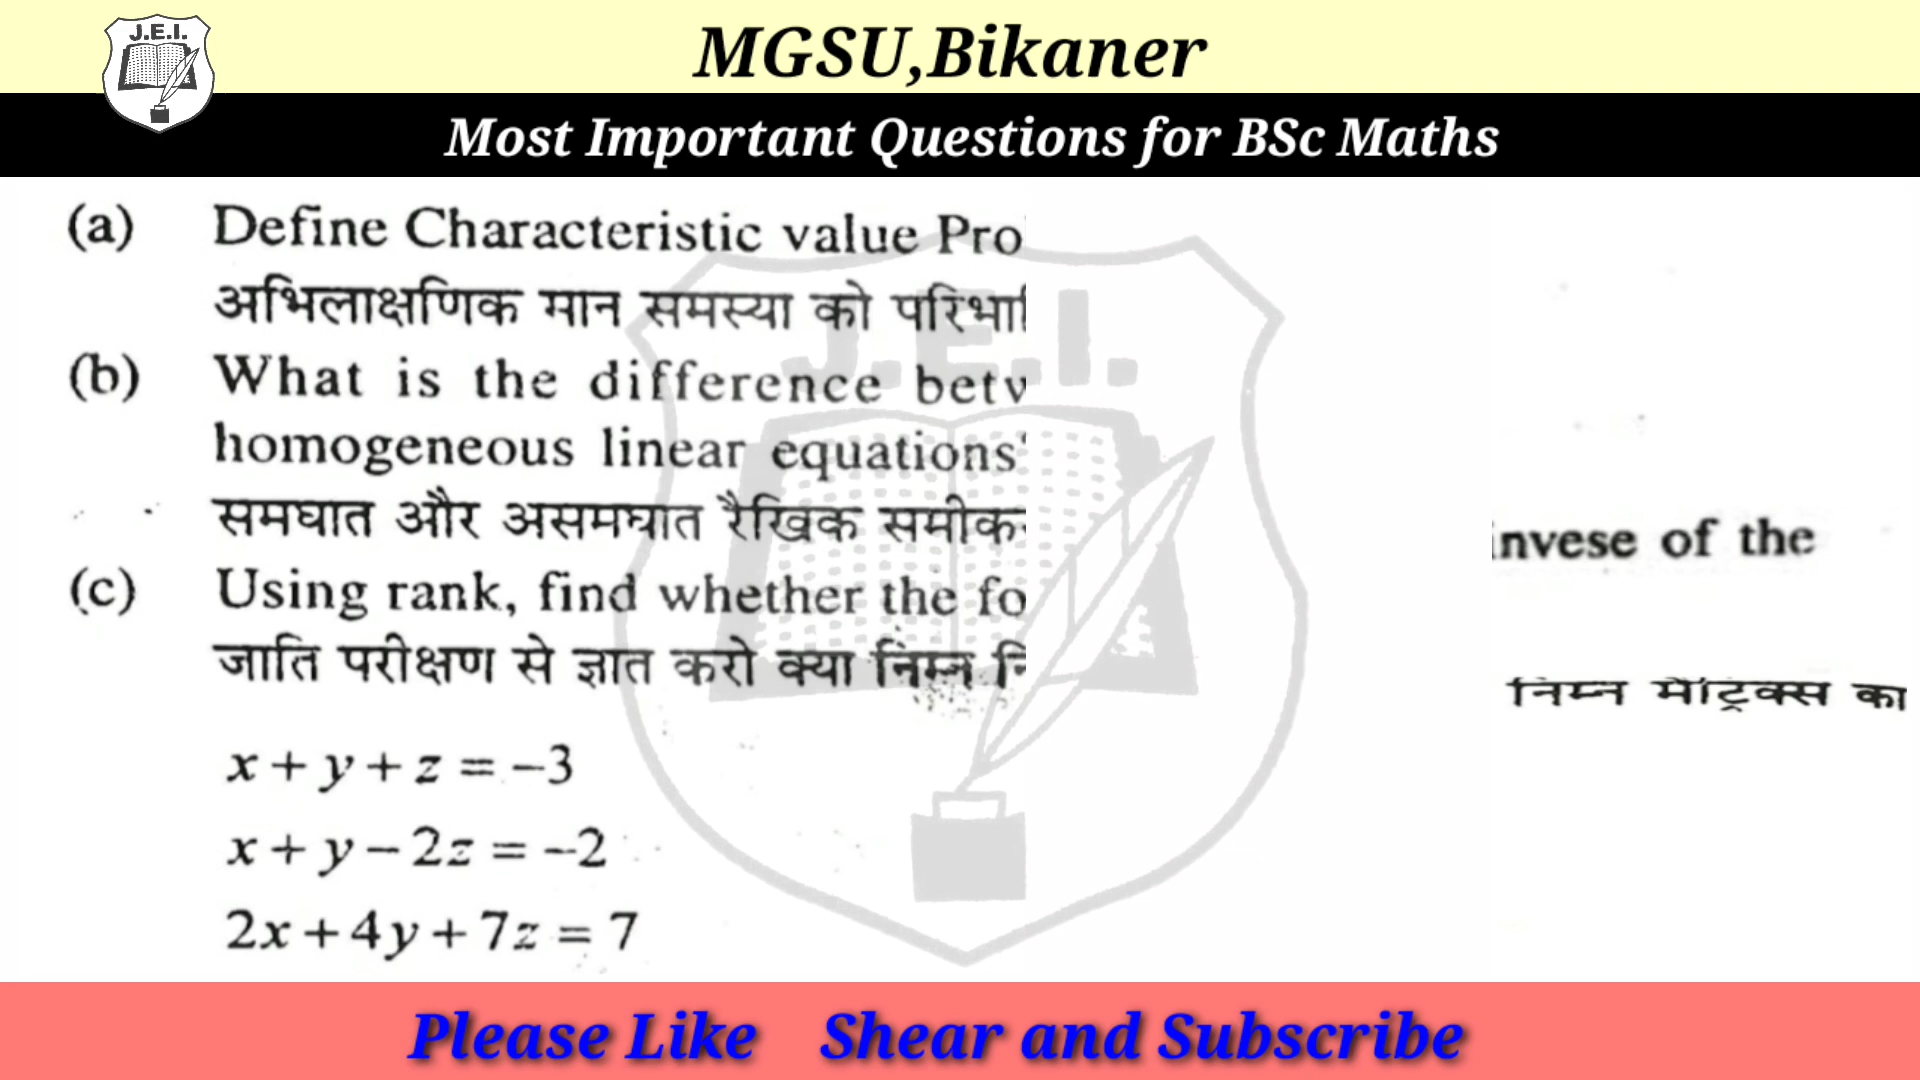 J.E.I.
MGSU,Bikaner
Most Important Questions for BSc Maths
(a) Define Characteristic value Pro
अभिलाक्षणिक मान समस्या को
(b) What is the difference
homogeneous linear equations
समघात और असमघात रैखिक
(c) Using rank, find whether the fo
जाति परीक्षण से ज्ञात करो क्या निम्न
x + y + z = –3
x + y – 2z = –2
2x + 4y + 7z = 7
J.E.I.
nvese of the
निम्न मैट्रिक्स का
Please Like Shear and Subscribe